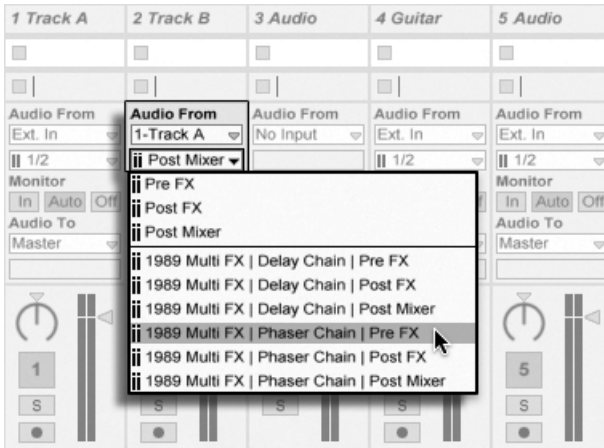 1 Track A 2 Track B 3 Audio 4 Guitar 5 Audio
Audio From Audio From Audio From Audio From Audio From
Ext. In 1-Track A No Input Ext. In Ext. In
1/2 Post Mixer 1/2 1/2
Monitor Monitor
In Auto Off In Auto Off
Audio To Audio To
Master Master
Pre FX
Post FX
Post Mixer
1989 Multi FX | Delay Chain | Pre FX
1989 Multi FX | Delay Chain | Post FX
1989 Multi FX | Delay Chain | Post Mixer
1989 Multi FX | Phaser Chain | Pre FX
1989 Multi FX | Phaser Chain | Post FX
1989 Multi FX | Phaser Chain | Post Mixer
1 5
S S S S S